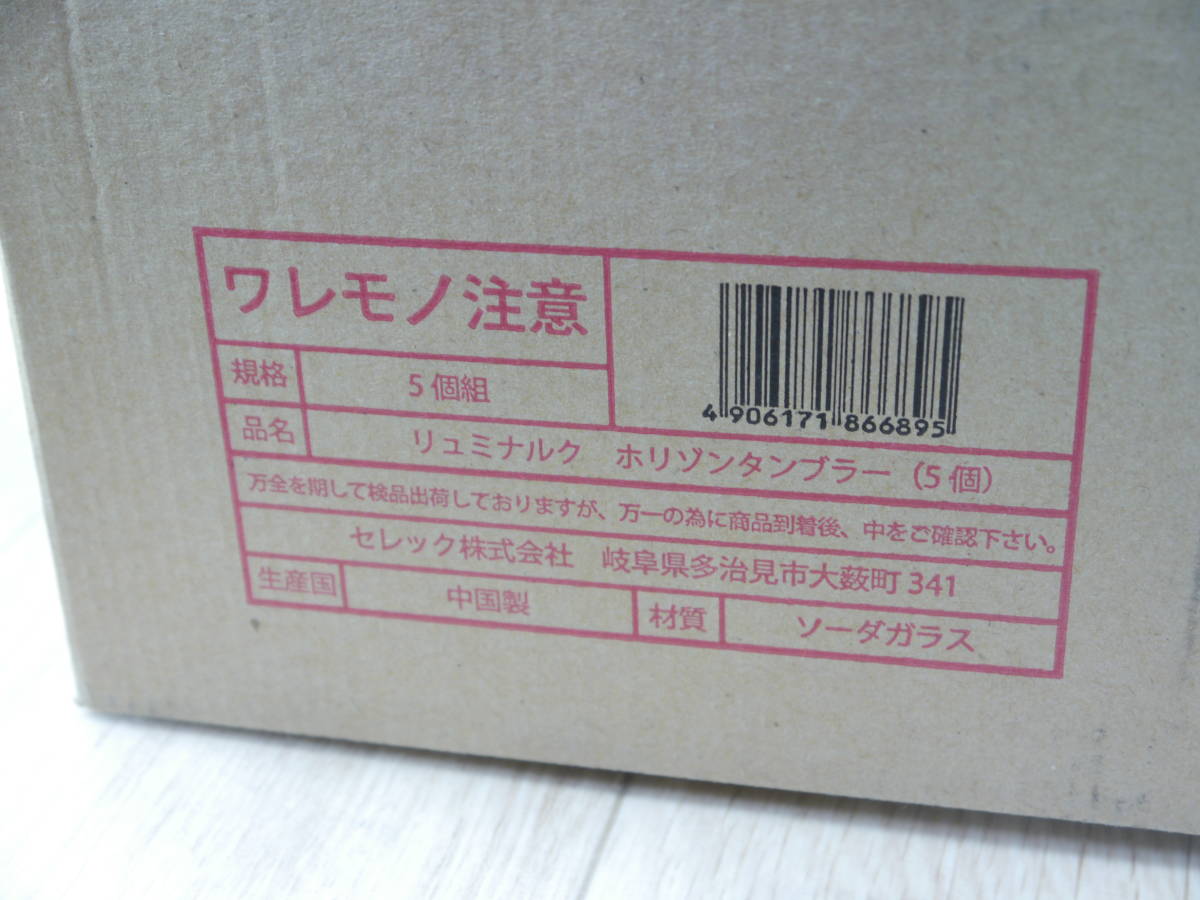 ワレモノ注意
4 906171 866895
規格 5個組
品名 リュミナルク ホリゾンタンブラー（5個）
万全を期して検品出荷しておりますが、万一の為に商品到着後、中をご確認下さい。
セレック株式会社 岐阜県多治見市大薮町341
生産国 中国製 材質 ソーダガラス